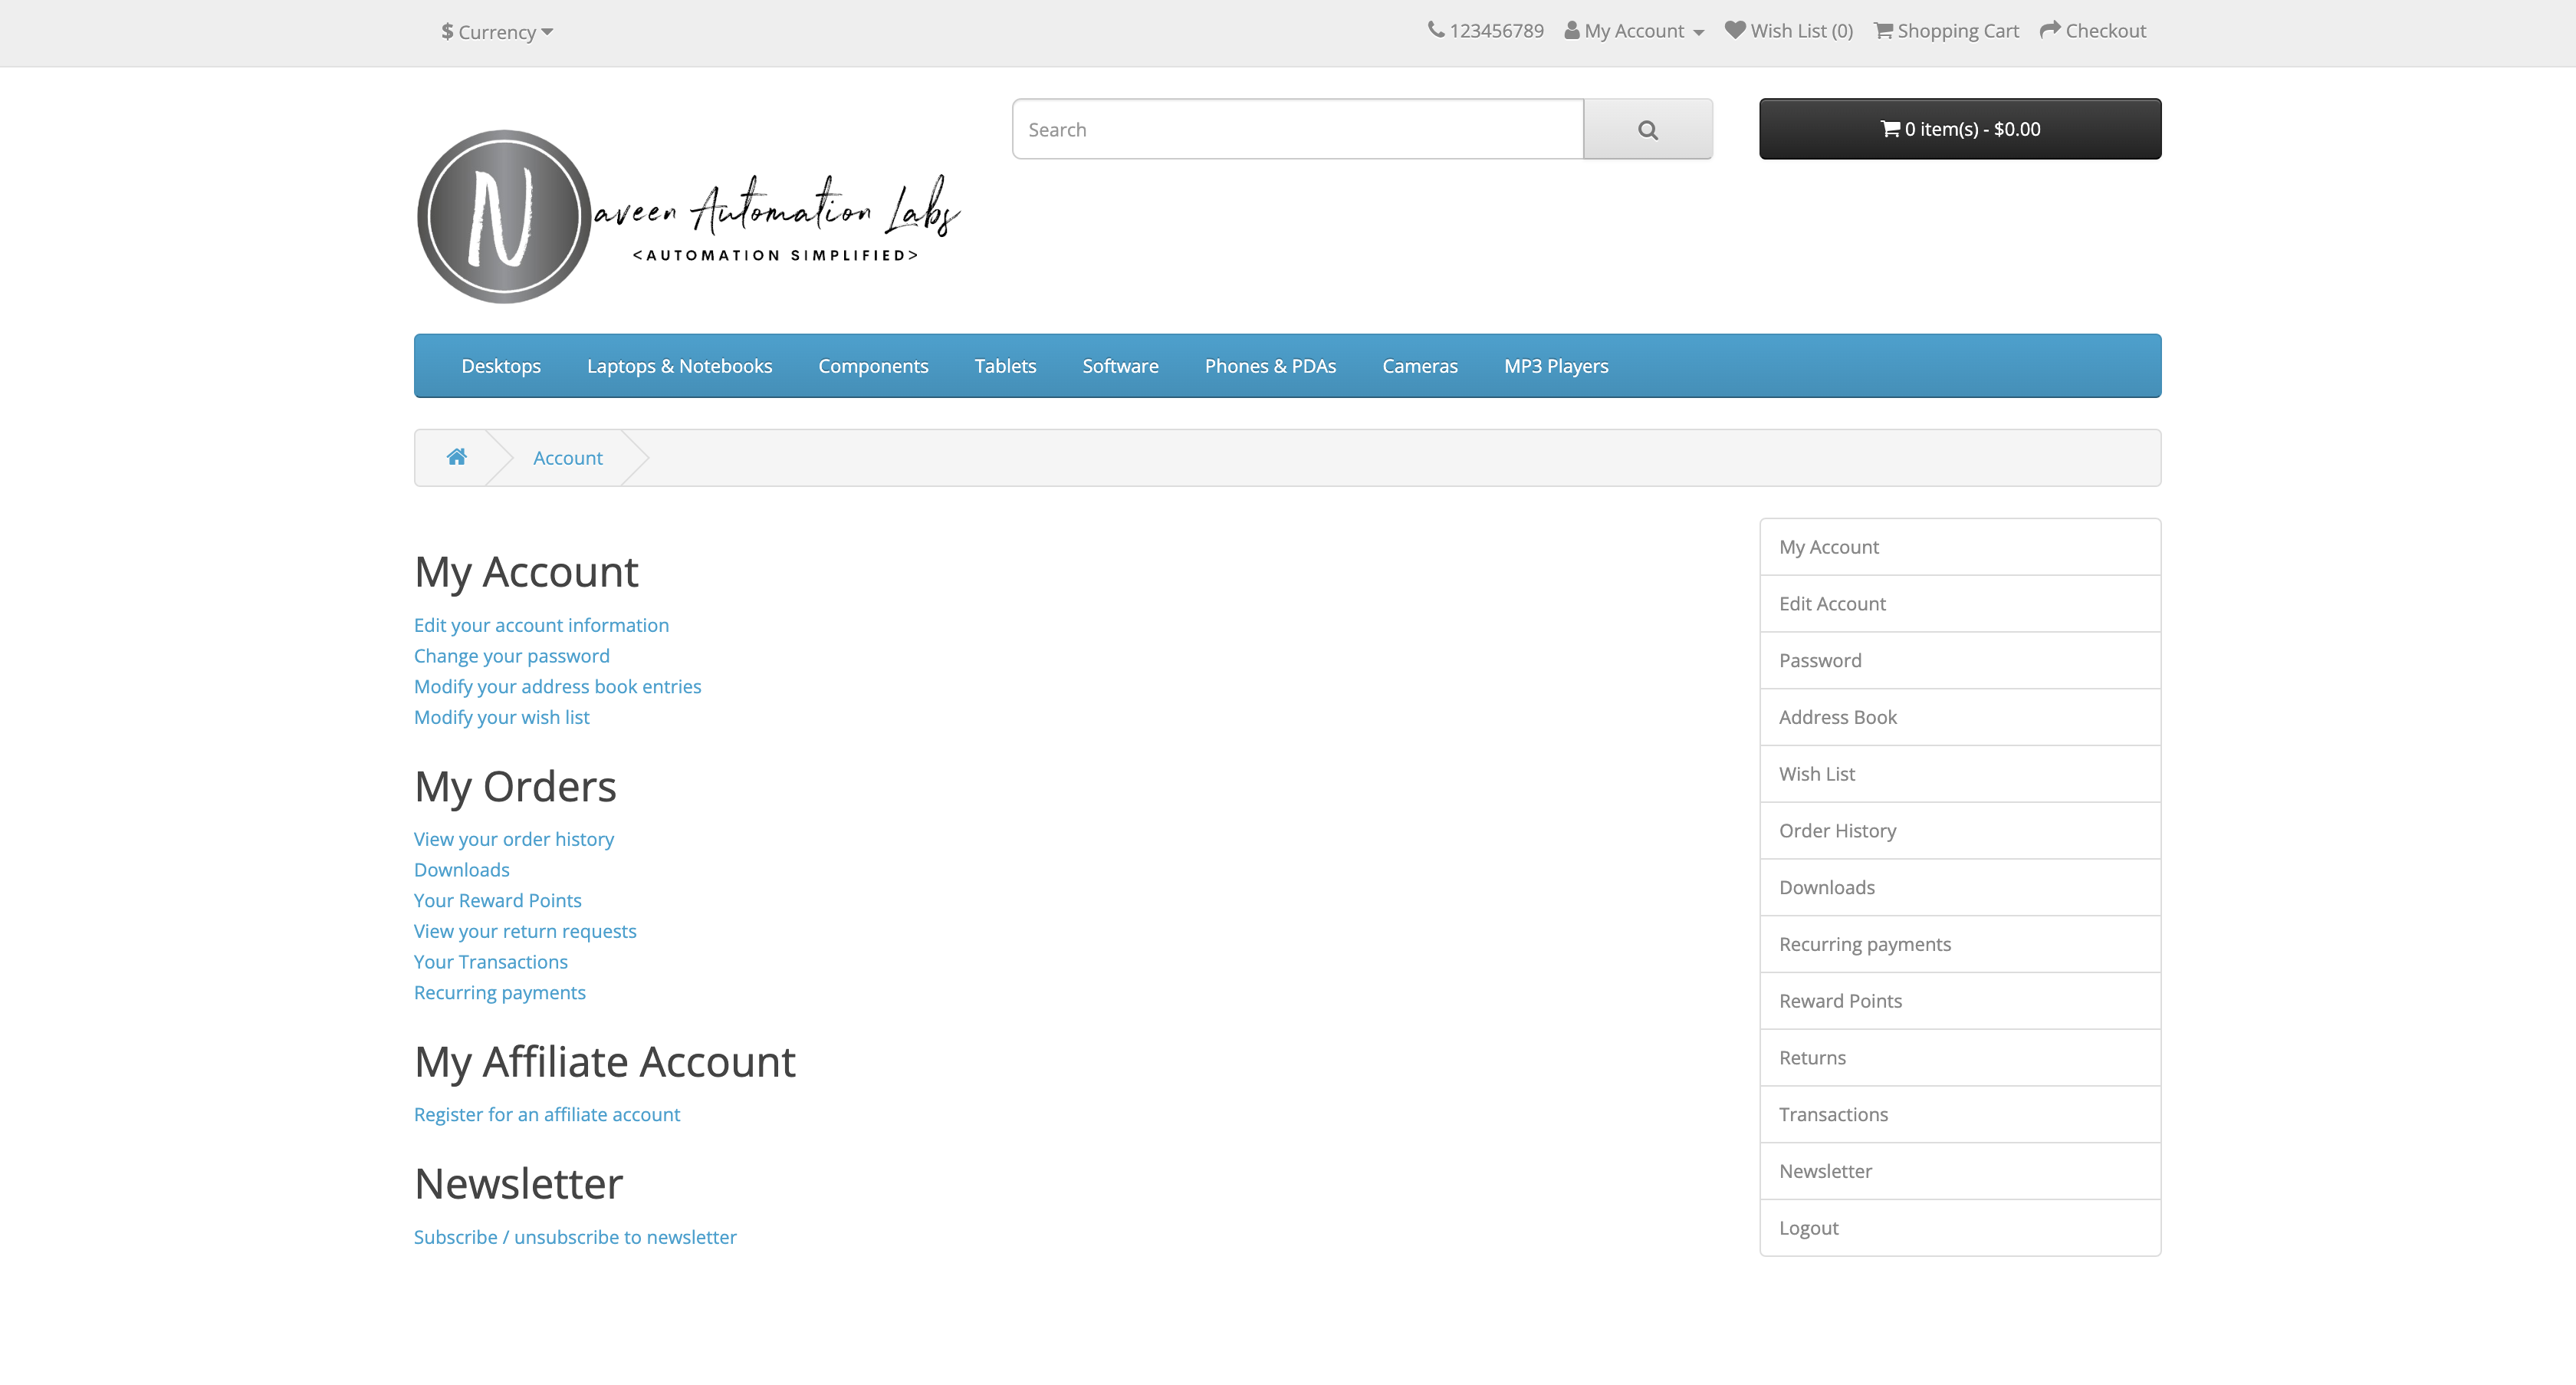 $ Currency
123456789 My Account Wish List (0) Shopping Cart Checkout
Search
0 item(s) - $0.00
Naveen Automation Labs
<AUTOMATION SIMPLIFIED>
Desktops Laptops & Notebooks Components Tablets Software Phones & PDAs Cameras MP3 Players
Account
My Account
Edit your account information
Change your password
Modify your address book entries
Modify your wish list
My Orders
View your order history
Downloads
Your Reward Points
View your return requests
Your Transactions
Recurring payments
My Affiliate Account
Register for an affiliate account
Newsletter
Subscribe / unsubscribe to newsletter
My Account
Edit Account
Password
Address Book
Wish List
Order History
Downloads
Recurring payments
Reward Points
Returns
Transactions
Newsletter
Logout